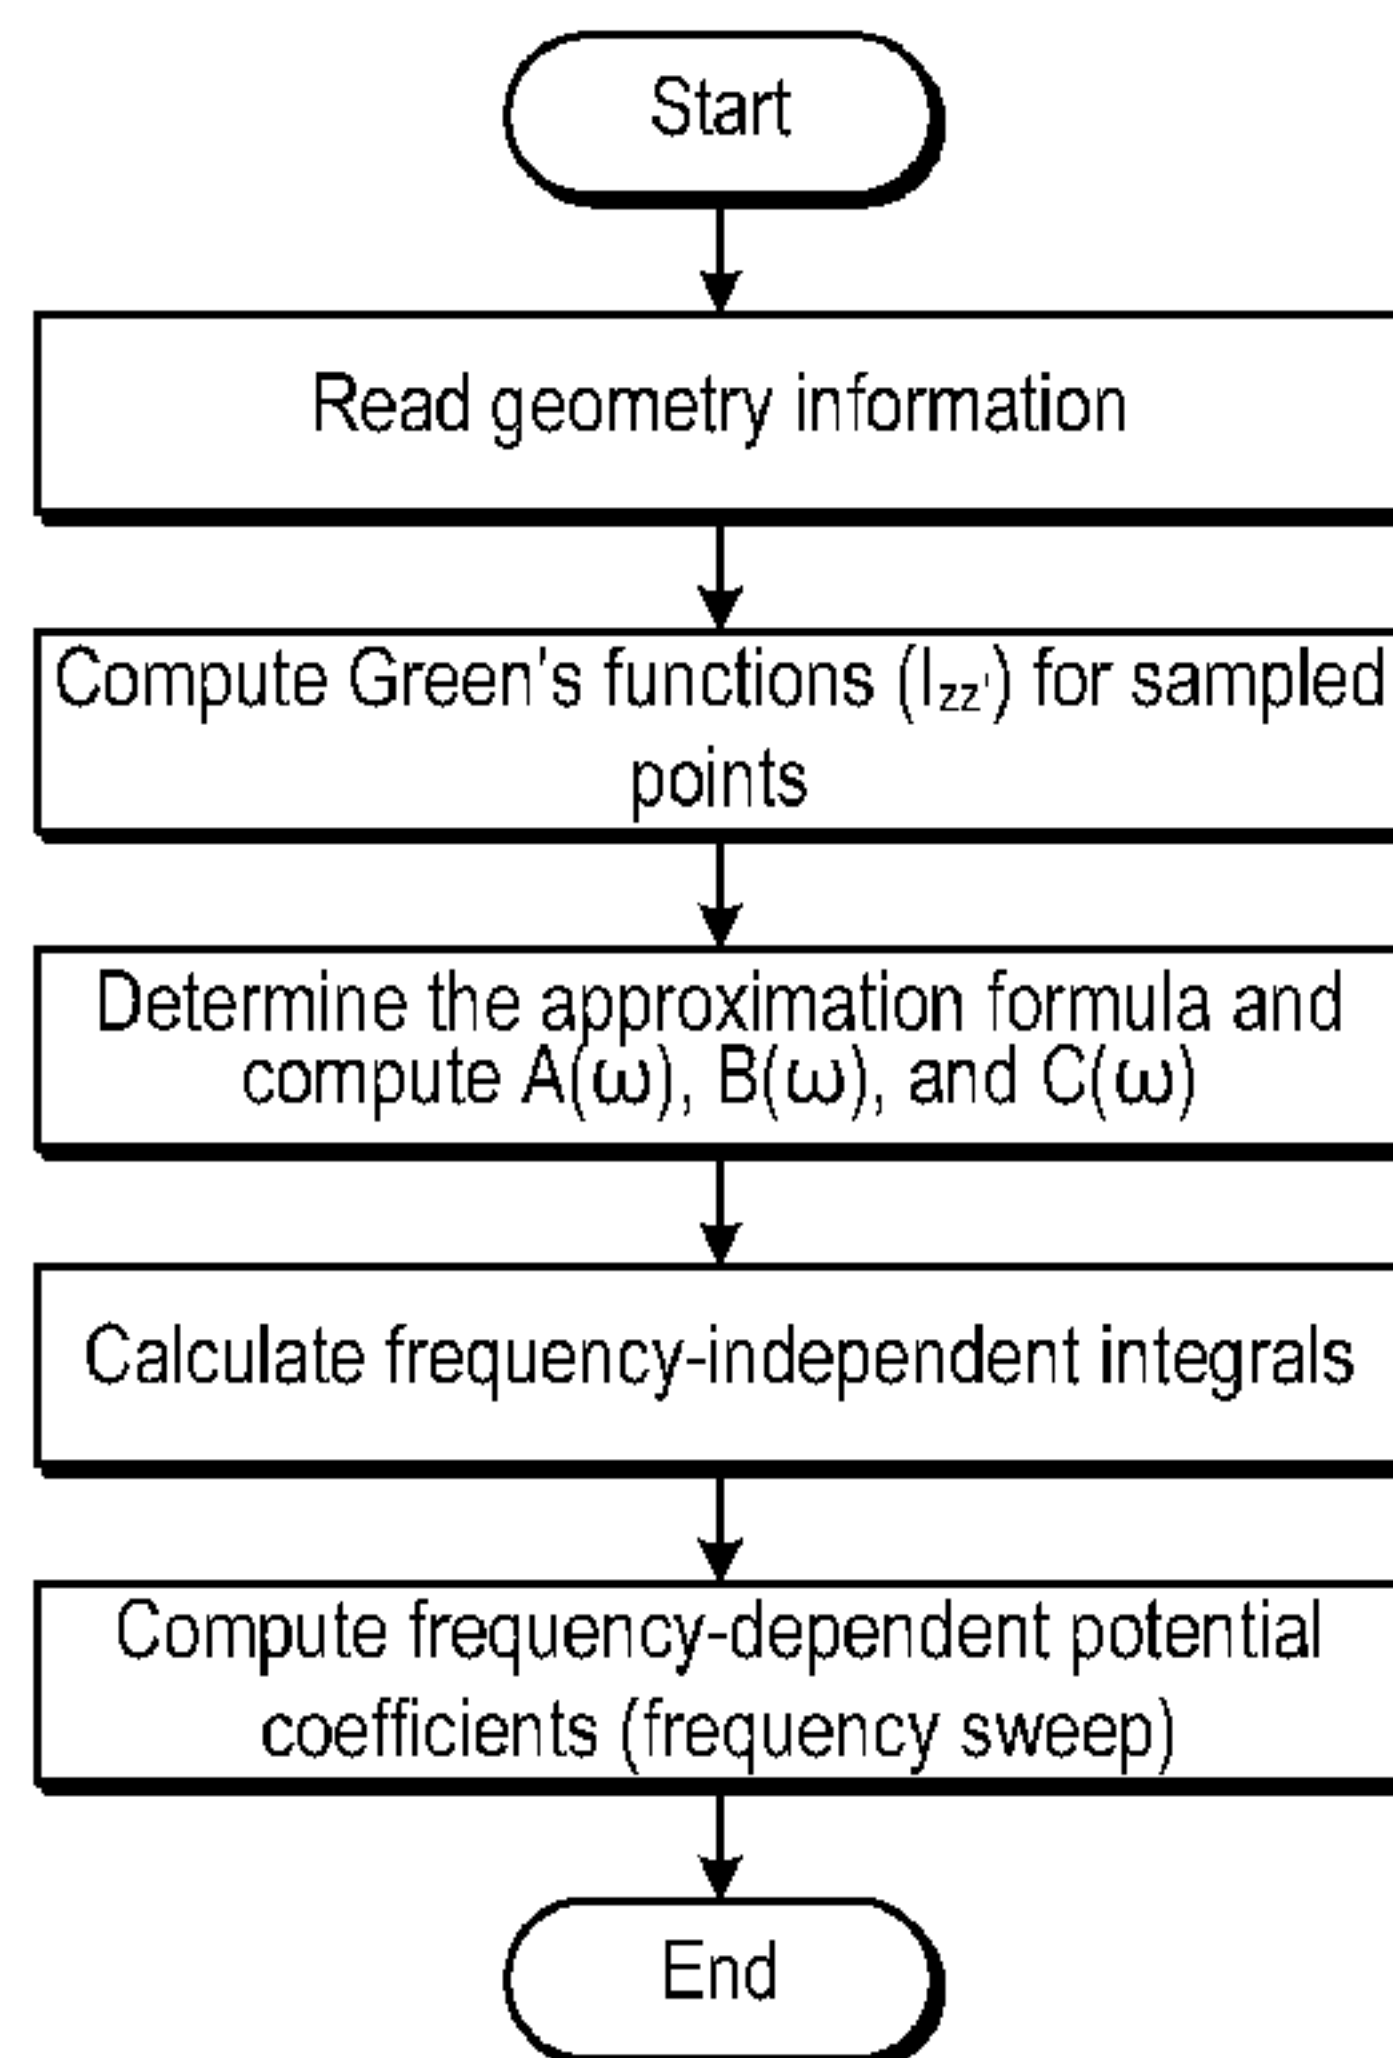 Start
Read geometry information
Compute Green's functions (Izz') for sampled
points
Determine the approximation formula and
compute A(ω), B(ω), and C(ω)
Calculate frequency-independent integrals
Compute frequency-dependent potential
coefficients (frequency sweep)
End